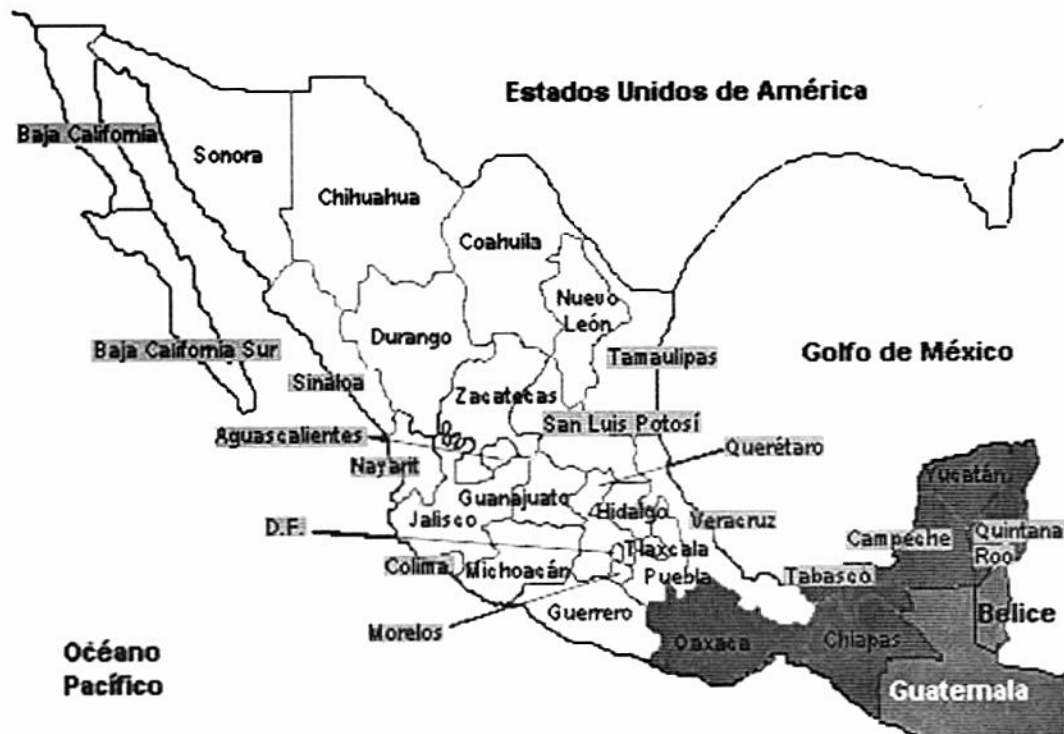 Estados Unidos de América
Baja California
Sonora
Chihuahua
Coahuila
Nuevo
León
Durango
Baja California Sur
Tamaulipas
Golfo de México
Sinaloa
Zacatecas
San Luis Potosí
Aguascalientes
Querétaro
Nayarit
Yucatán
Guanajuato
Hidalgo
Jalisco
Veracruz
D.F.
Campeche
Quintana
Roo
Tlaxcala
Colima
Michoacán
Puebla
Tabasco
Guerrero
Belice
Morelos
Oaxaca
Chiapas
Océano
Pacífico
Guatemala